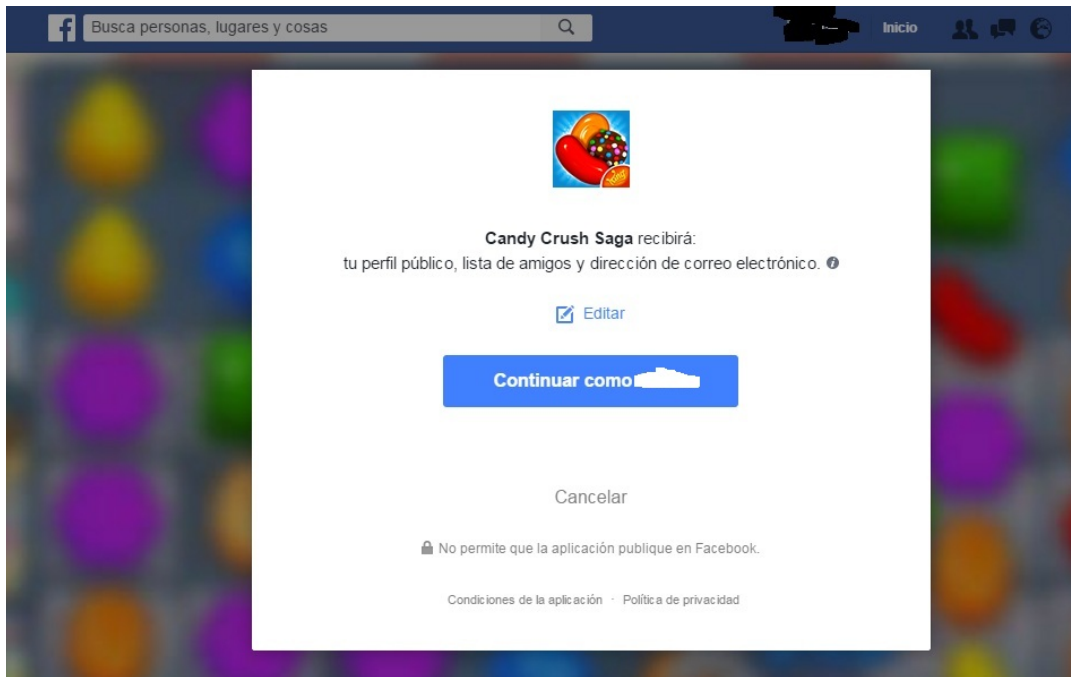 Busca personas, lugares y cosas
Inicio
King
Candy Crush Saga recibirá:
tu perfil público, lista de amigos y dirección de correo electrónico.
Editar
Continuar como
Cancelar
No permite que la aplicación publique en Facebook.
Condiciones de la aplicación · Política de privacidad